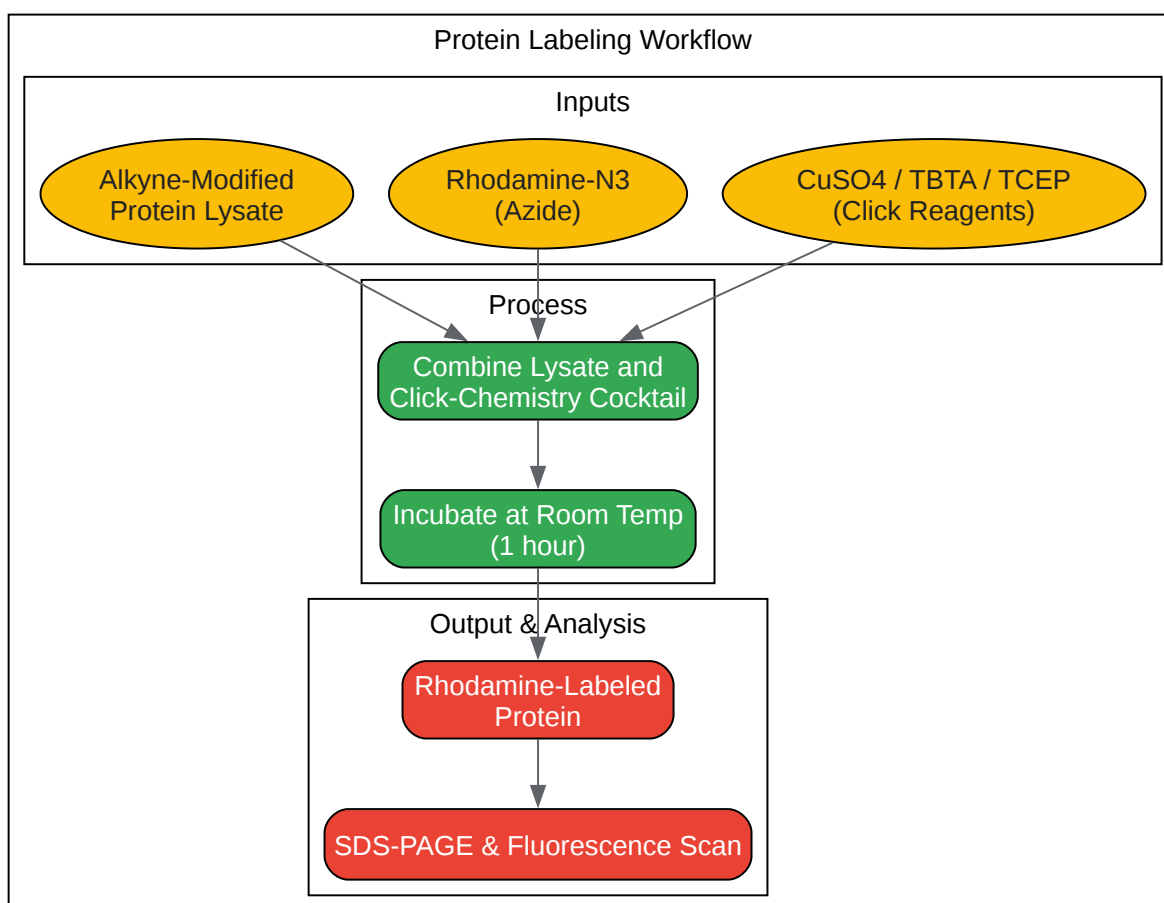 Protein Labeling Workflow
Inputs
Alkyne-Modified
Protein Lysate
Rhodamine-N3
(Azide)
CuSO4 / TBTA / TCEP
(Click Reagents)
Process
Combine Lysate and
Click-Chemistry Cocktail
Incubate at Room Temp
(1 hour)
Output & Analysis
Rhodamine-Labeled
Protein
SDS-PAGE & Fluorescence Scan